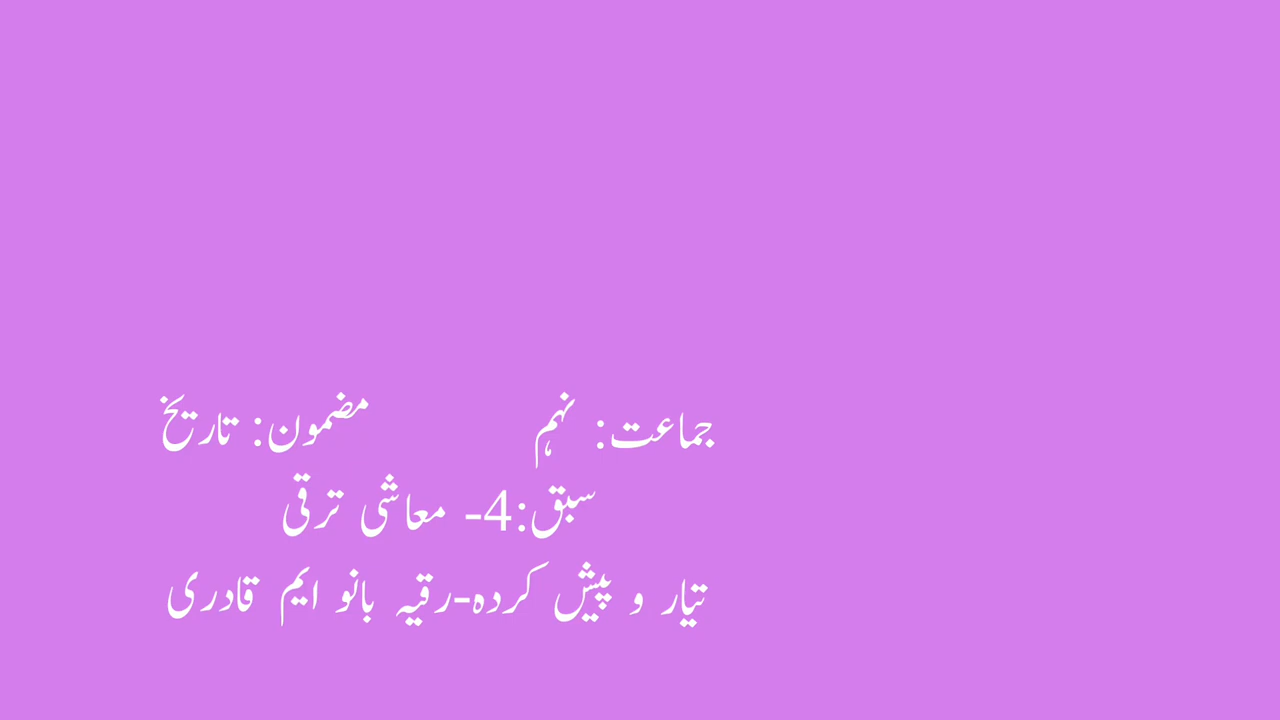 جماعت: نہم مضمون: تاریخ
سبق:4- معاشی ترقی
تیار و پیش کردہ-رقیہ بانو ایم قادری